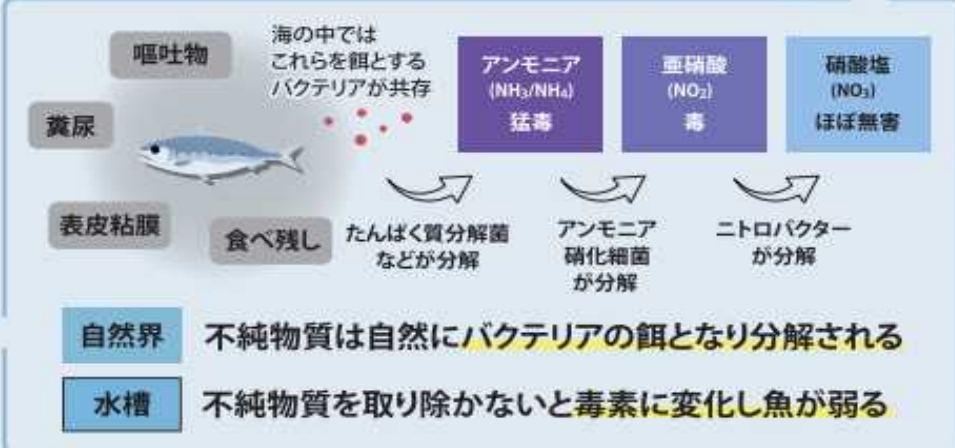 嘔吐物
海の中では
これらを餌とする
バクテリアが共存
アンモニア
(NH₃/NH₄)
猛毒
亜硝酸
(NO₂)
毒
硝酸塩
(NO₃)
ほぼ無害
糞尿
表皮粘膜
食べ残し
たんぱく質分解菌
などが分解
アンモニア
硝化細菌
が分解
ニトロバクター
が分解
自然界
不純物質は自然にバクテリアの餌となり分解される
水槽
不純物質を取り除かないと毒素に変化し魚が弱る